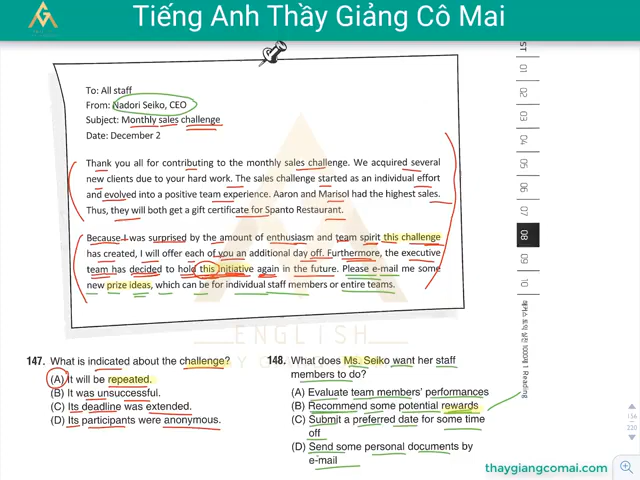 Tiếng Anh Thầy Giảng Cô Mai
To: All staff
From: Nadori Seiko, CEO
Subject: Monthly sales challenge
Date: December 2
Thank you all for contributing to the monthly sales challenge. We acquired several
new clients due to your hard work. The sales challenge started as an individual effort
and evolved into a positive team experience. Aaron and Marisol had the highest sales.
Thus, they will both get a gift certificate for Spanto Restaurant.
Because I was surprised by the amount of enthusiasm and team spirit this challenge
has created, I will offer each of you an additional day off. Furthermore, the executive
team has decided to hold this initiative again in the future. Please e-mail me some
new prize ideas, which can be for individual staff members or entire teams.
ENGLISH
147. What is indicated about the challenge?
(A) It will be repeated.
(B) It was unsuccessful.
(C) Its deadline was extended.
(D) Its participants were anonymous.
148. What does Ms. Seiko want her staff
members to do?
(A) Evaluate team members' performances
(B) Recommend some potential rewards
(C) Submit a preferred date for some time
off
(D) Send some personal documents by
e-mail
01
02
03
04
05
06
07
08
09
10
Reading
156
220
thaygiangcomai.com